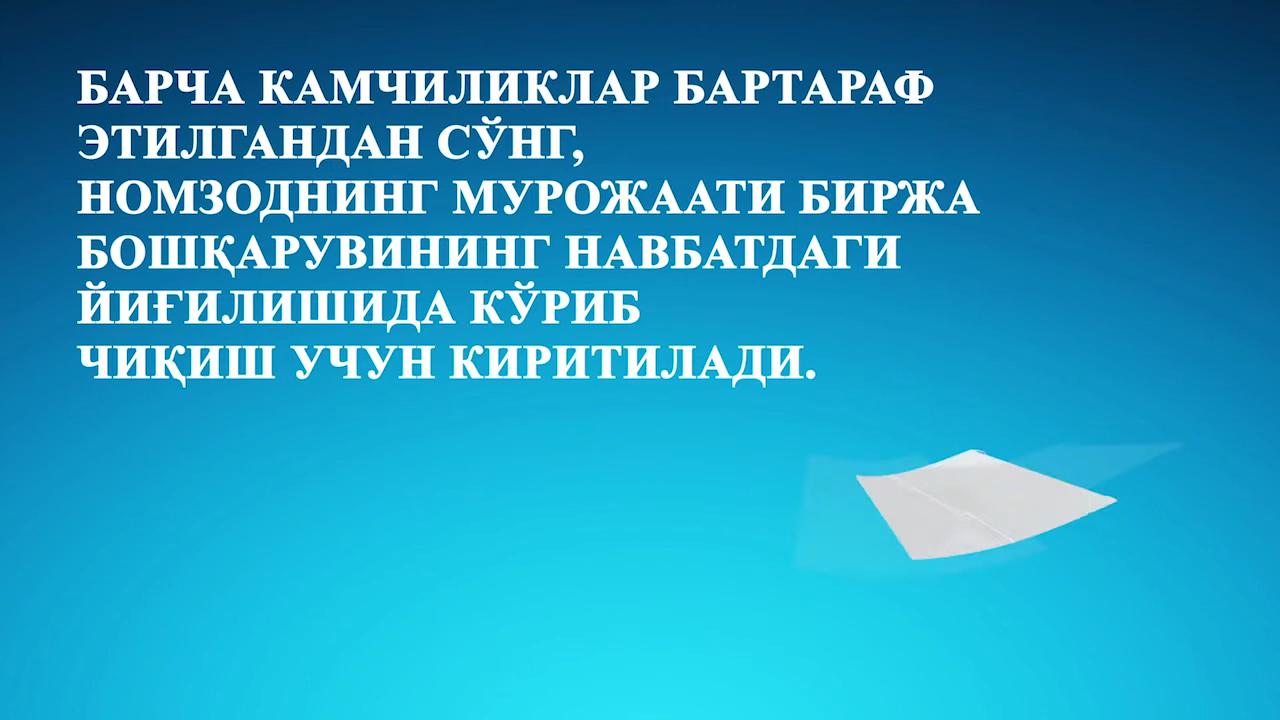 БАРЧА КАМЧИЛИКЛАР БАРТАРАФ
ЭТИЛГАНДАН СЎНГ,
НОМЗОДНИНГ МУРОЖААТИ БИРЖА
БОШҚАРУВИНИНГ НАВБАТДАГИ
ЙИҒИЛИШИДА КЎРИБ
ЧИҚИШ УЧУН КИРИТИЛАДИ.